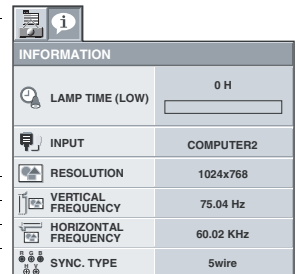 INFORMATION
LAMP TIME (LOW)
0 H
INPUT
COMPUTER2
RESOLUTION
1024x768
VERTICAL
FREQUENCY
75.04 Hz
HORIZONTAL
FREQUENCY
60.02 KHz
R G B
H V
SYNC. TYPE
5wire